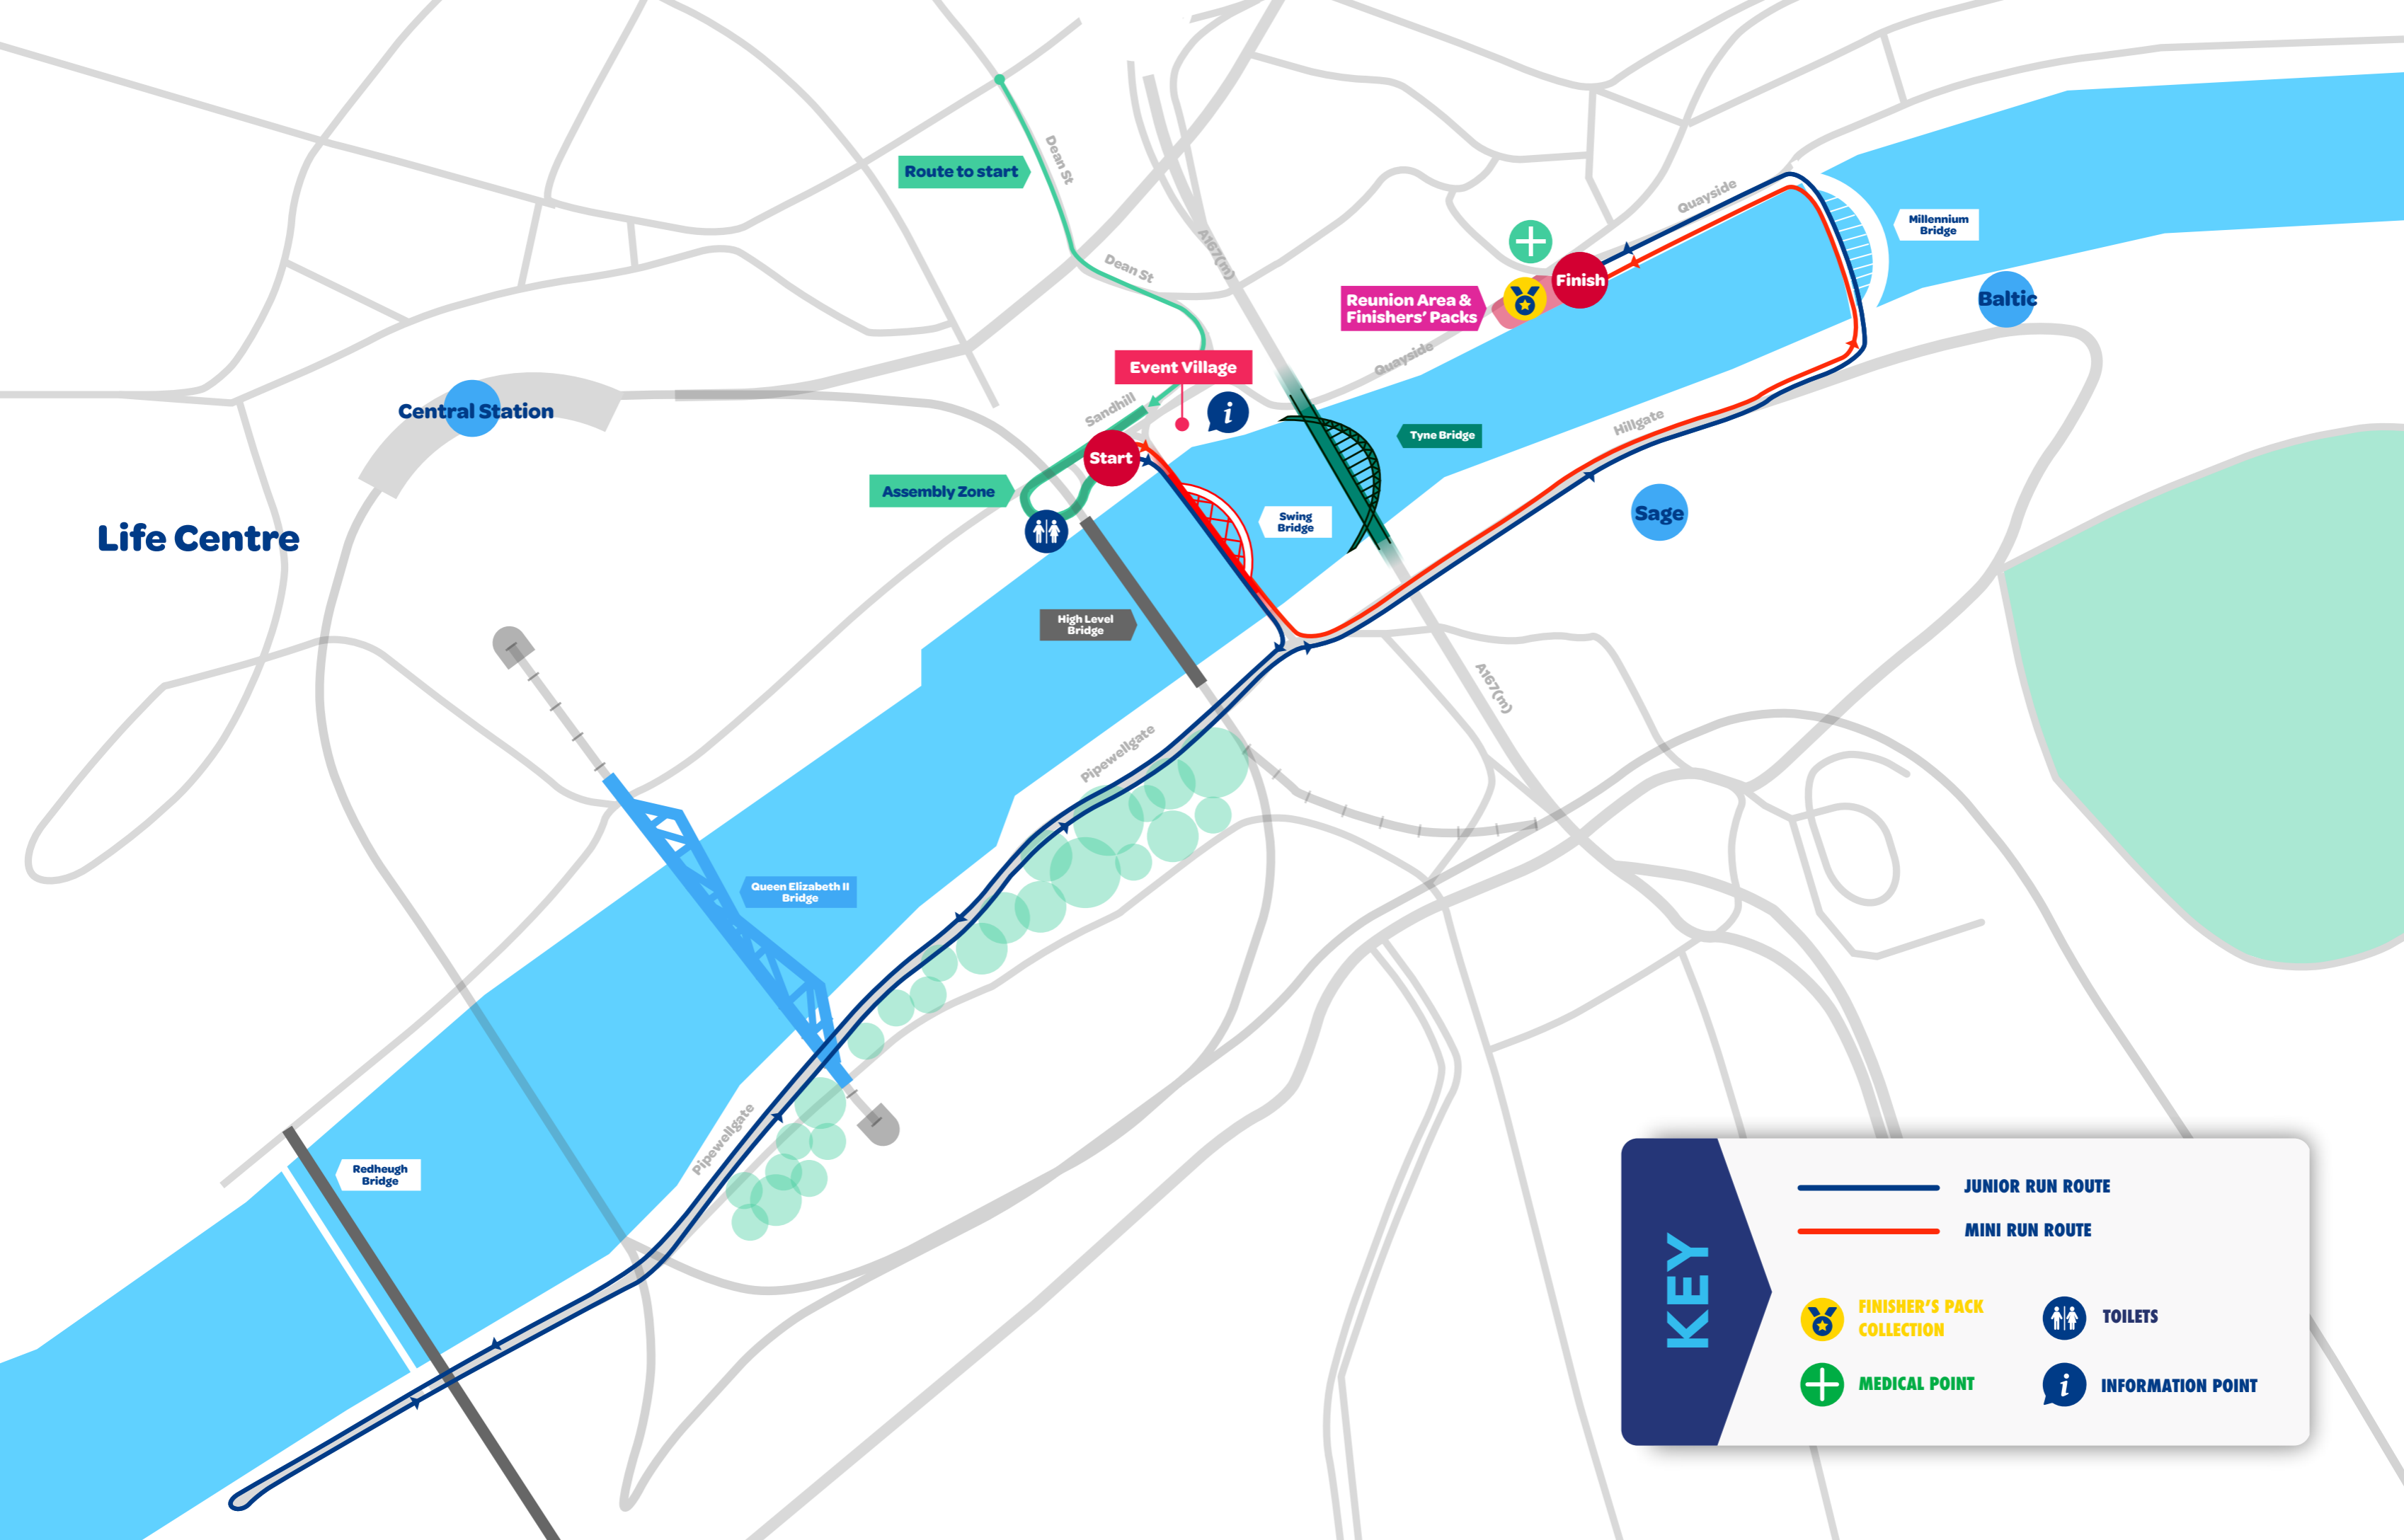 Dean St
Route to start
Quayside
Millennium
Bridge
A167(m)
Dean St
Finish
Baltic
Reunion Area &
Finishers' Packs
Quayside
Event Village
Central Station
Sandhill
i
Tyne Bridge
Hillgate
Start
Assembly Zone
Swing
Bridge
Sage
Life Centre
High Level
Bridge
A167(m)
Pipewellgate
Queen Elizabeth II
Bridge
Pipewellgate
Redheugh
Bridge
KEY
JUNIOR RUN ROUTE
MINI RUN ROUTE
FINISHER'S PACK
COLLECTION
TOILETS
MEDICAL POINT
i
INFORMATION POINT